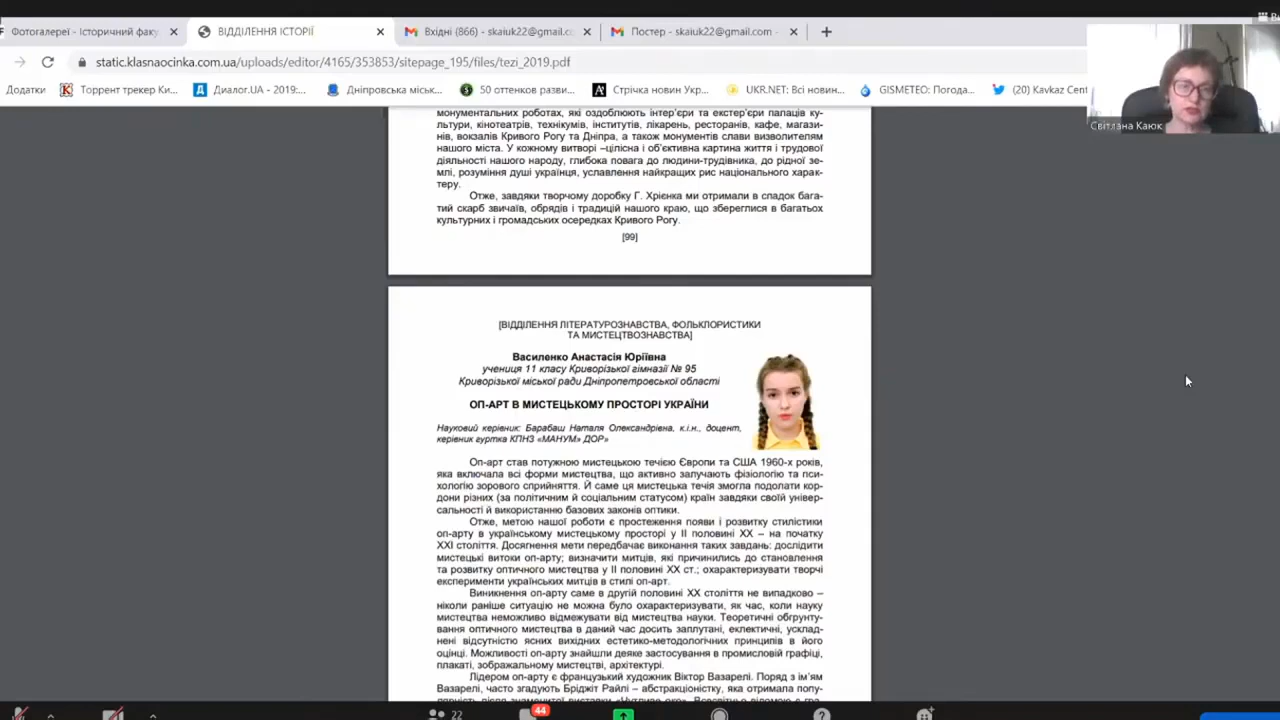 Фотогалереї - Історичний факу
ВІДДІЛЕННЯ ІСТОРІЇ
Вхідні (866) - skaiuk22@gmail.co
Постер - skaiuk22@gmail.com -
static.klasnaocinka.com.ua/uploads/editor/4165/353853/sitepage_195/files/tezi_2019.pdf
Додатки
Торрент трекер Ки...
Диалог.UA - 2019:...
Дніпровська міськ...
50 оттенков разви...
Стрічка новин Укр...
UKR.NET: Всі новин...
GISMETEO: Погода...
(20) Kavkaz Cent
Світлана Каюк
монументальних роботах, які оздоблюють інтер'єри та екстер'єри палаців ку-
льтури, кінотеатрів, технікумів, інститутів, лікарень, ресторанів, кафе, магази-
нів, вокзалів Кривого Рогу та Дніпра, а також монументів слави визволителям
нашого міста. У кожному витворі –цілісна і об'єктивна картина життя і трудової
діяльності нашого народу, глибока повага до людини-трудівника, до рідної зе-
млі, розуміння душі українця, уславлення найкращих рис національного харак-
теру.
Отже, завдяки творчому доробку Г. Хрієнка ми отримали в спадок бага-
тий скарб звичаїв, обрядів і традицій нашого краю, що збереглися в багатьох
культурних і громадських осередках Кривого Рогу.
[99]
[ВІДДІЛЕННЯ ЛІТЕРАТУРОЗНАВСТВА, ФОЛЬКЛОРИСТИКИ
ТА МИСТЕЦТВОЗНАВСТВА]
Василенко Анастасія Юріївна
учениця 11 класу Криворізької гімназії № 95
Криворізької міської ради Дніпропетровської області
ОП-АРТ В МИСТЕЦЬКОМУ ПРОСТОРІ УКРАЇНИ
Науковий керівник: Барабаш Наталя Олександрівна, к.і.н., доцент,
керівник гуртка КПНЗ «МАНУМ» ДОР»
Оп-арт став потужною мистецькою течією Європи та США 1960-х років,
яка включала всі форми мистецтва, що активно залучають фізіологію та пси-
хологію зорового сприйняття. Й саме ця мистецька течія змогла подолати кор-
дони різних (за політичним й соціальним статусом) країн завдяки своїй універ-
сальності й використанню базових законів оптики.
Отже, метою нашої роботи є простеження появи і розвитку стилістики
оп-арту в українському мистецькому просторі у ІІ половині ХХ – на початку
ХХІ століття. Досягнення мети передбачає виконання таких завдань: дослідити
мистецькі витоки оп-арту; визначити митців, які причинились до становлення
та розвитку оптичного мистецтва у ІІ половині ХХ ст.; охарактеризувати творчі
експерименти українських митців в стилі оп-арт.
Виникнення оп-арту саме в другій половині ХХ століття не випадково –
ніколи раніше ситуацію не можна було охарактеризувати, як час, коли науку
мистецтва неможливо відмежувати від мистецтва науки. Теоретичні обґрунту-
вання оптичного мистецтва в даний час досить заплутані, еклектичні, усклад-
нені відсутністю ясних вихідних естетико-методологічних принципів в його
оцінці. Можливості оп-арту знайшли деяке застосування в промисловій графіці,
плакаті, зображальному мистецтві, архітектурі.
Лідером оп-арту є французький художник Віктор Вазарелі. Поряд з ім'ям
Вазарелі, часто згадують Бріджіт Райлі – абстракціоністку, яка отримала попу-
22
44